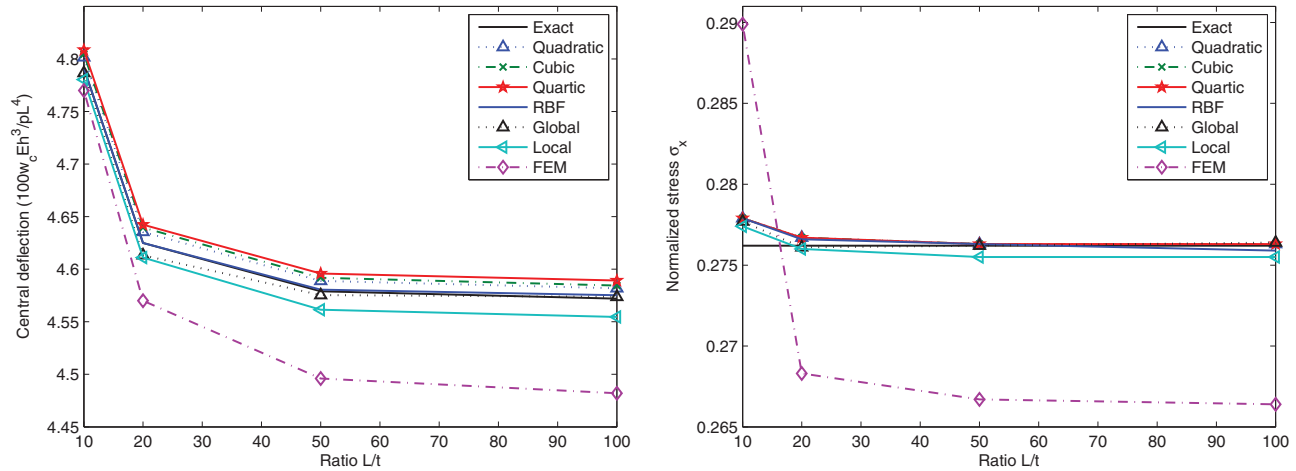 4.8
4.75
4.7
4.65
4.6
4.55
4.5
4.45
Central deflection (100w_cEh^3/pL^4)
10 20 30 40 50 60 70 80 90 100
Ratio L/t
Exact
Quadratic
Cubic
Quartic
RBF
Global
Local
FEM
0.29
0.285
0.28
0.275
0.27
0.265
Normalized stress σ_x
10 20 30 40 50 60 70 80 90 100
Ratio L/t
Exact
Quadratic
Cubic
Quartic
RBF
Global
Local
FEM